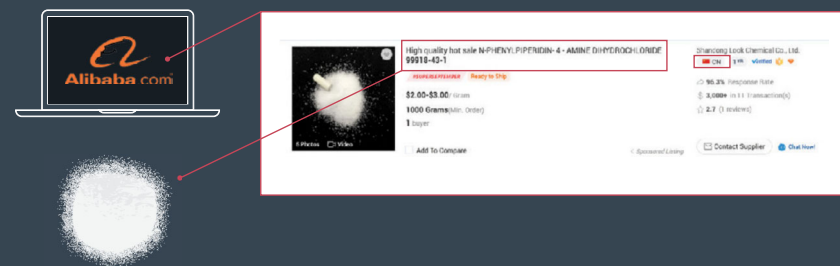 Alibaba.com
High quality hot sale N-PHENYLPIPERIDIN- 4 - AMINE DIHYDROCHLORIDE
99918-43-1
Ready to Ship
$2.00-$3.00/ Gram
1000 Grams(Min. Order)
1 buyer
6 Photos Video
Add To Compare
Shandong Look Chemical Co., Ltd.
CN 1 YR Verified
96.3% Response Rate
3,000+ in 11 Transaction(s)
2.7 (1 reviews)
Sponsored Listing
Contact Supplier Chat Now!